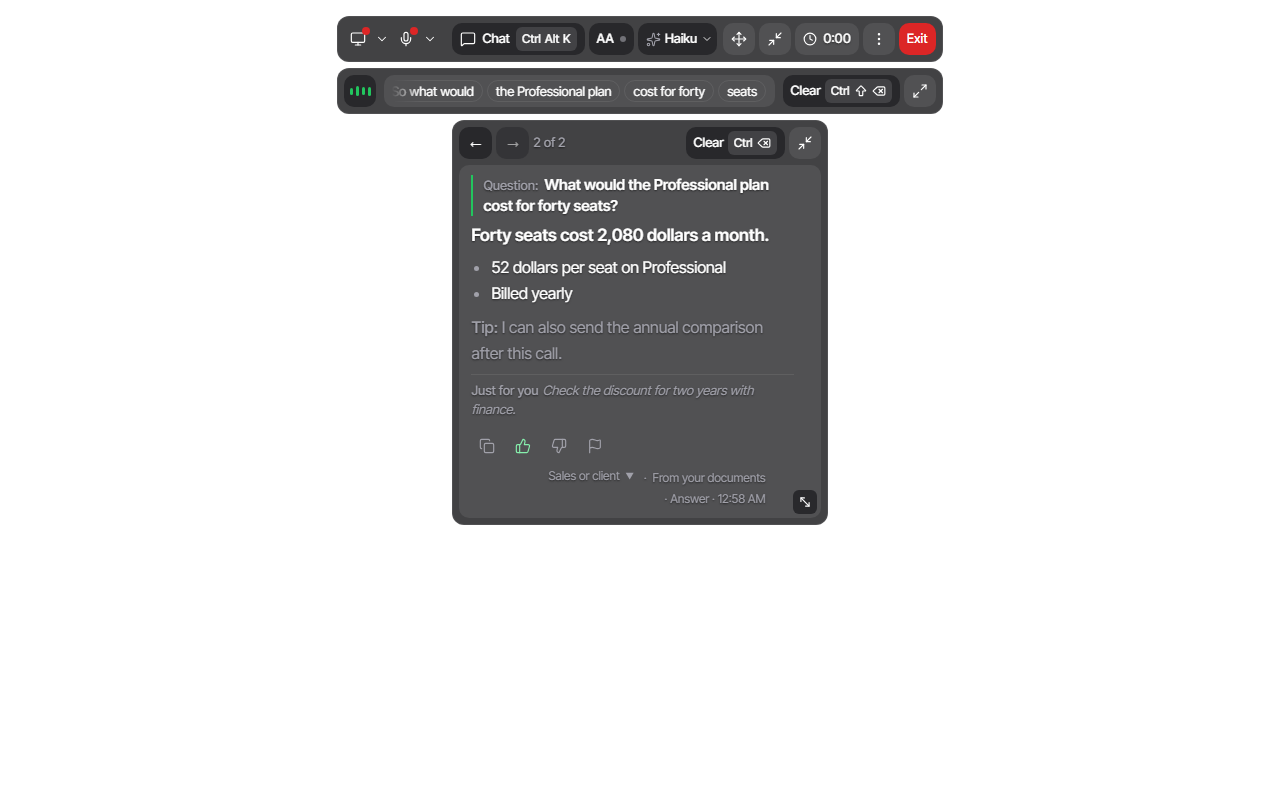 Chat Ctrl Alt K AA Haiku 0:00 Exit
So what would the Professional plan cost for forty seats Clear Ctrl
← → 2 of 2 Clear Ctrl
Question: What would the Professional plan
cost for forty seats?
Forty seats cost 2,080 dollars a month.
• 52 dollars per seat on Professional
• Billed yearly
Tip: I can also send the annual comparison
after this call.
Just for you Check the discount for two years with
finance.
Sales or client ▼ · From your documents
· Answer · 12:58 AM